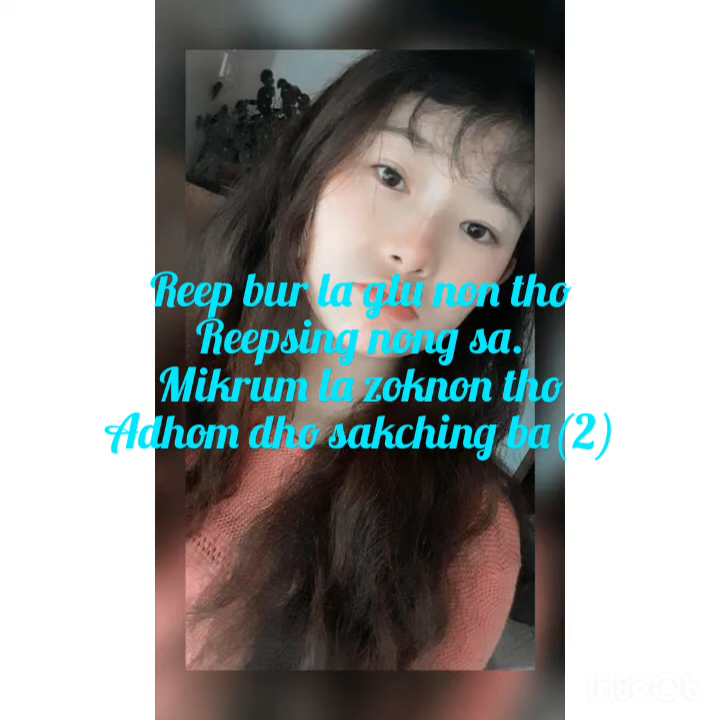 Reep bur la glu non tho
Reepsing nong sa.
Mikrum la zoknon tho
Adhom dho sakching ba(2)